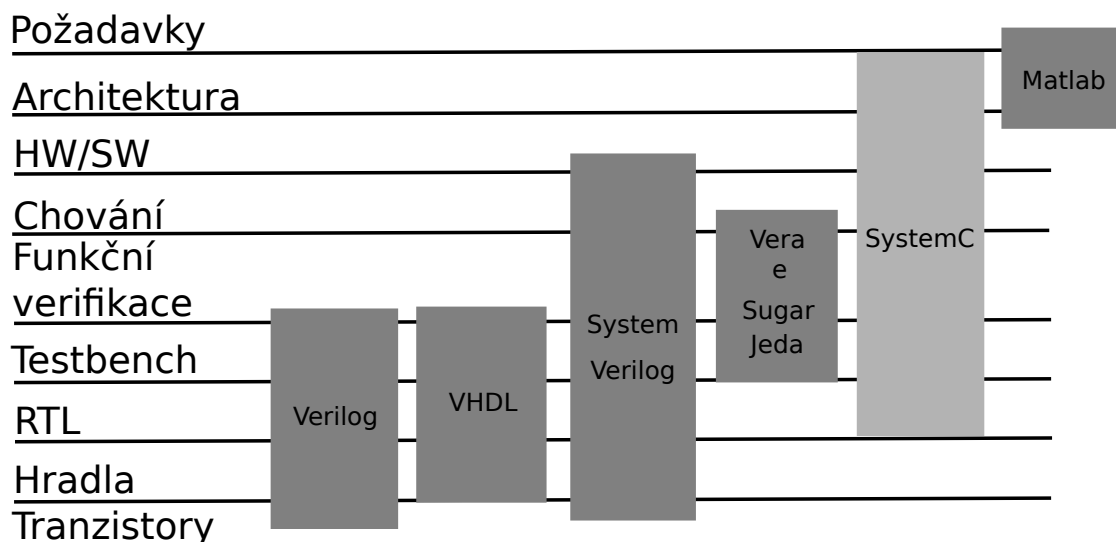 Požadavky
Architektura
HW/SW
Chování
Funkční
verifikace
Testbench
RTL
Hradla
Tranzistory
Verilog
VHDL
System
Verilog
Vera
e
Sugar
Jeda
SystemC
Matlab